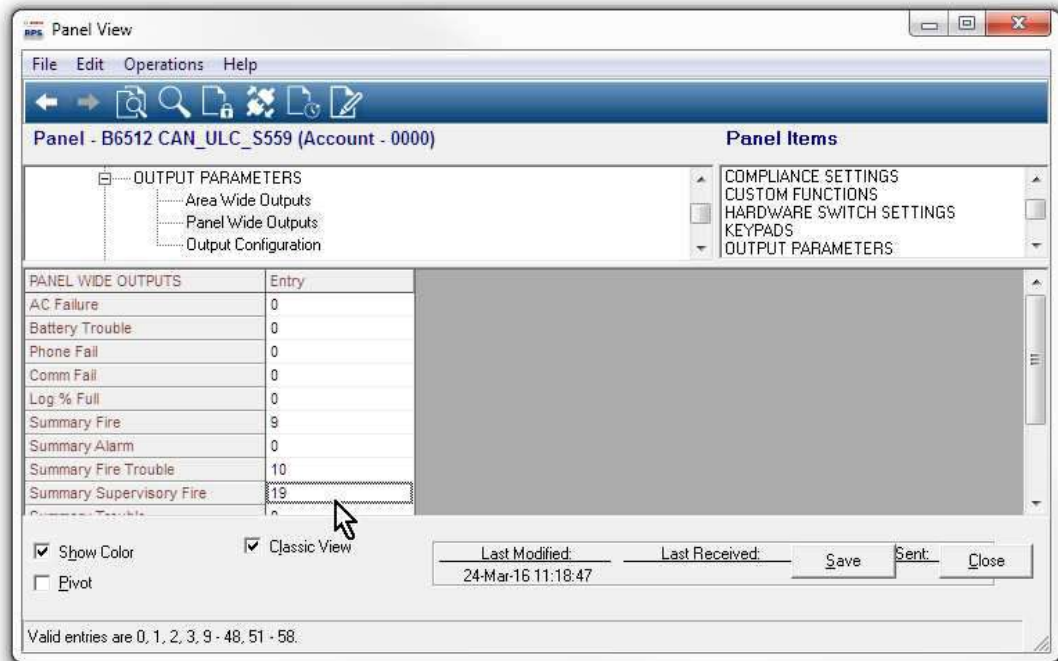 RPS Panel View
File Edit Operations Help
Panel - B6512 CAN_ULC_S559 (Account - 0000)
Panel Items
OUTPUT PARAMETERS
Area Wide Outputs
Panel Wide Outputs
Output Configuration
COMPLIANCE SETTINGS
CUSTOM FUNCTIONS
HARDWARE SWITCH SETTINGS
KEYPADS
OUTPUT PARAMETERS
PANEL WIDE OUTPUTS Entry
AC Failure 0
Battery Trouble 0
Phone Fail 0
Comm Fail 0
Log % Full 0
Summary Fire 9
Summary Alarm 0
Summary Fire Trouble 10
Summary Supervisory Fire 19
Show Color
Classic View
Pivot
Last Modified: Last Received: Sent:
24-Mar-16 11:18:47
Save
Close
Valid entries are 0, 1, 2, 3, 9 - 48, 51 - 58.